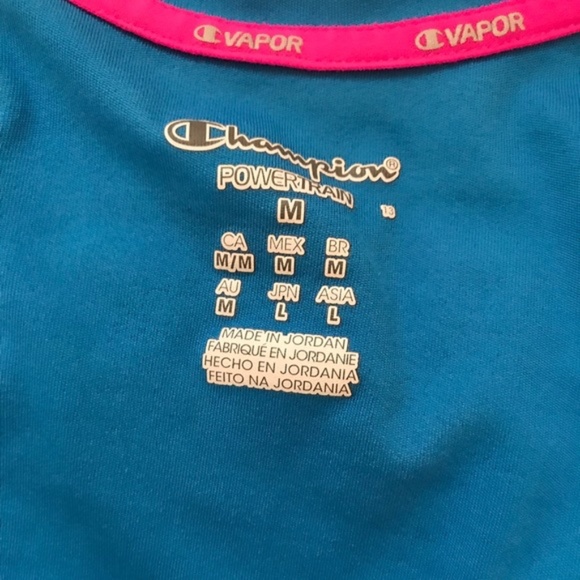 VAPOR VAPOR
Champion®
POWERTRAIN
M 13
CA MEX BR
M/M M M
AU JPN ASIA
M L L
MADE IN JORDAN
FABRIQUÉ EN JORDANIE
HECHO EN JORDANIA
FEITO NA JORDANIA